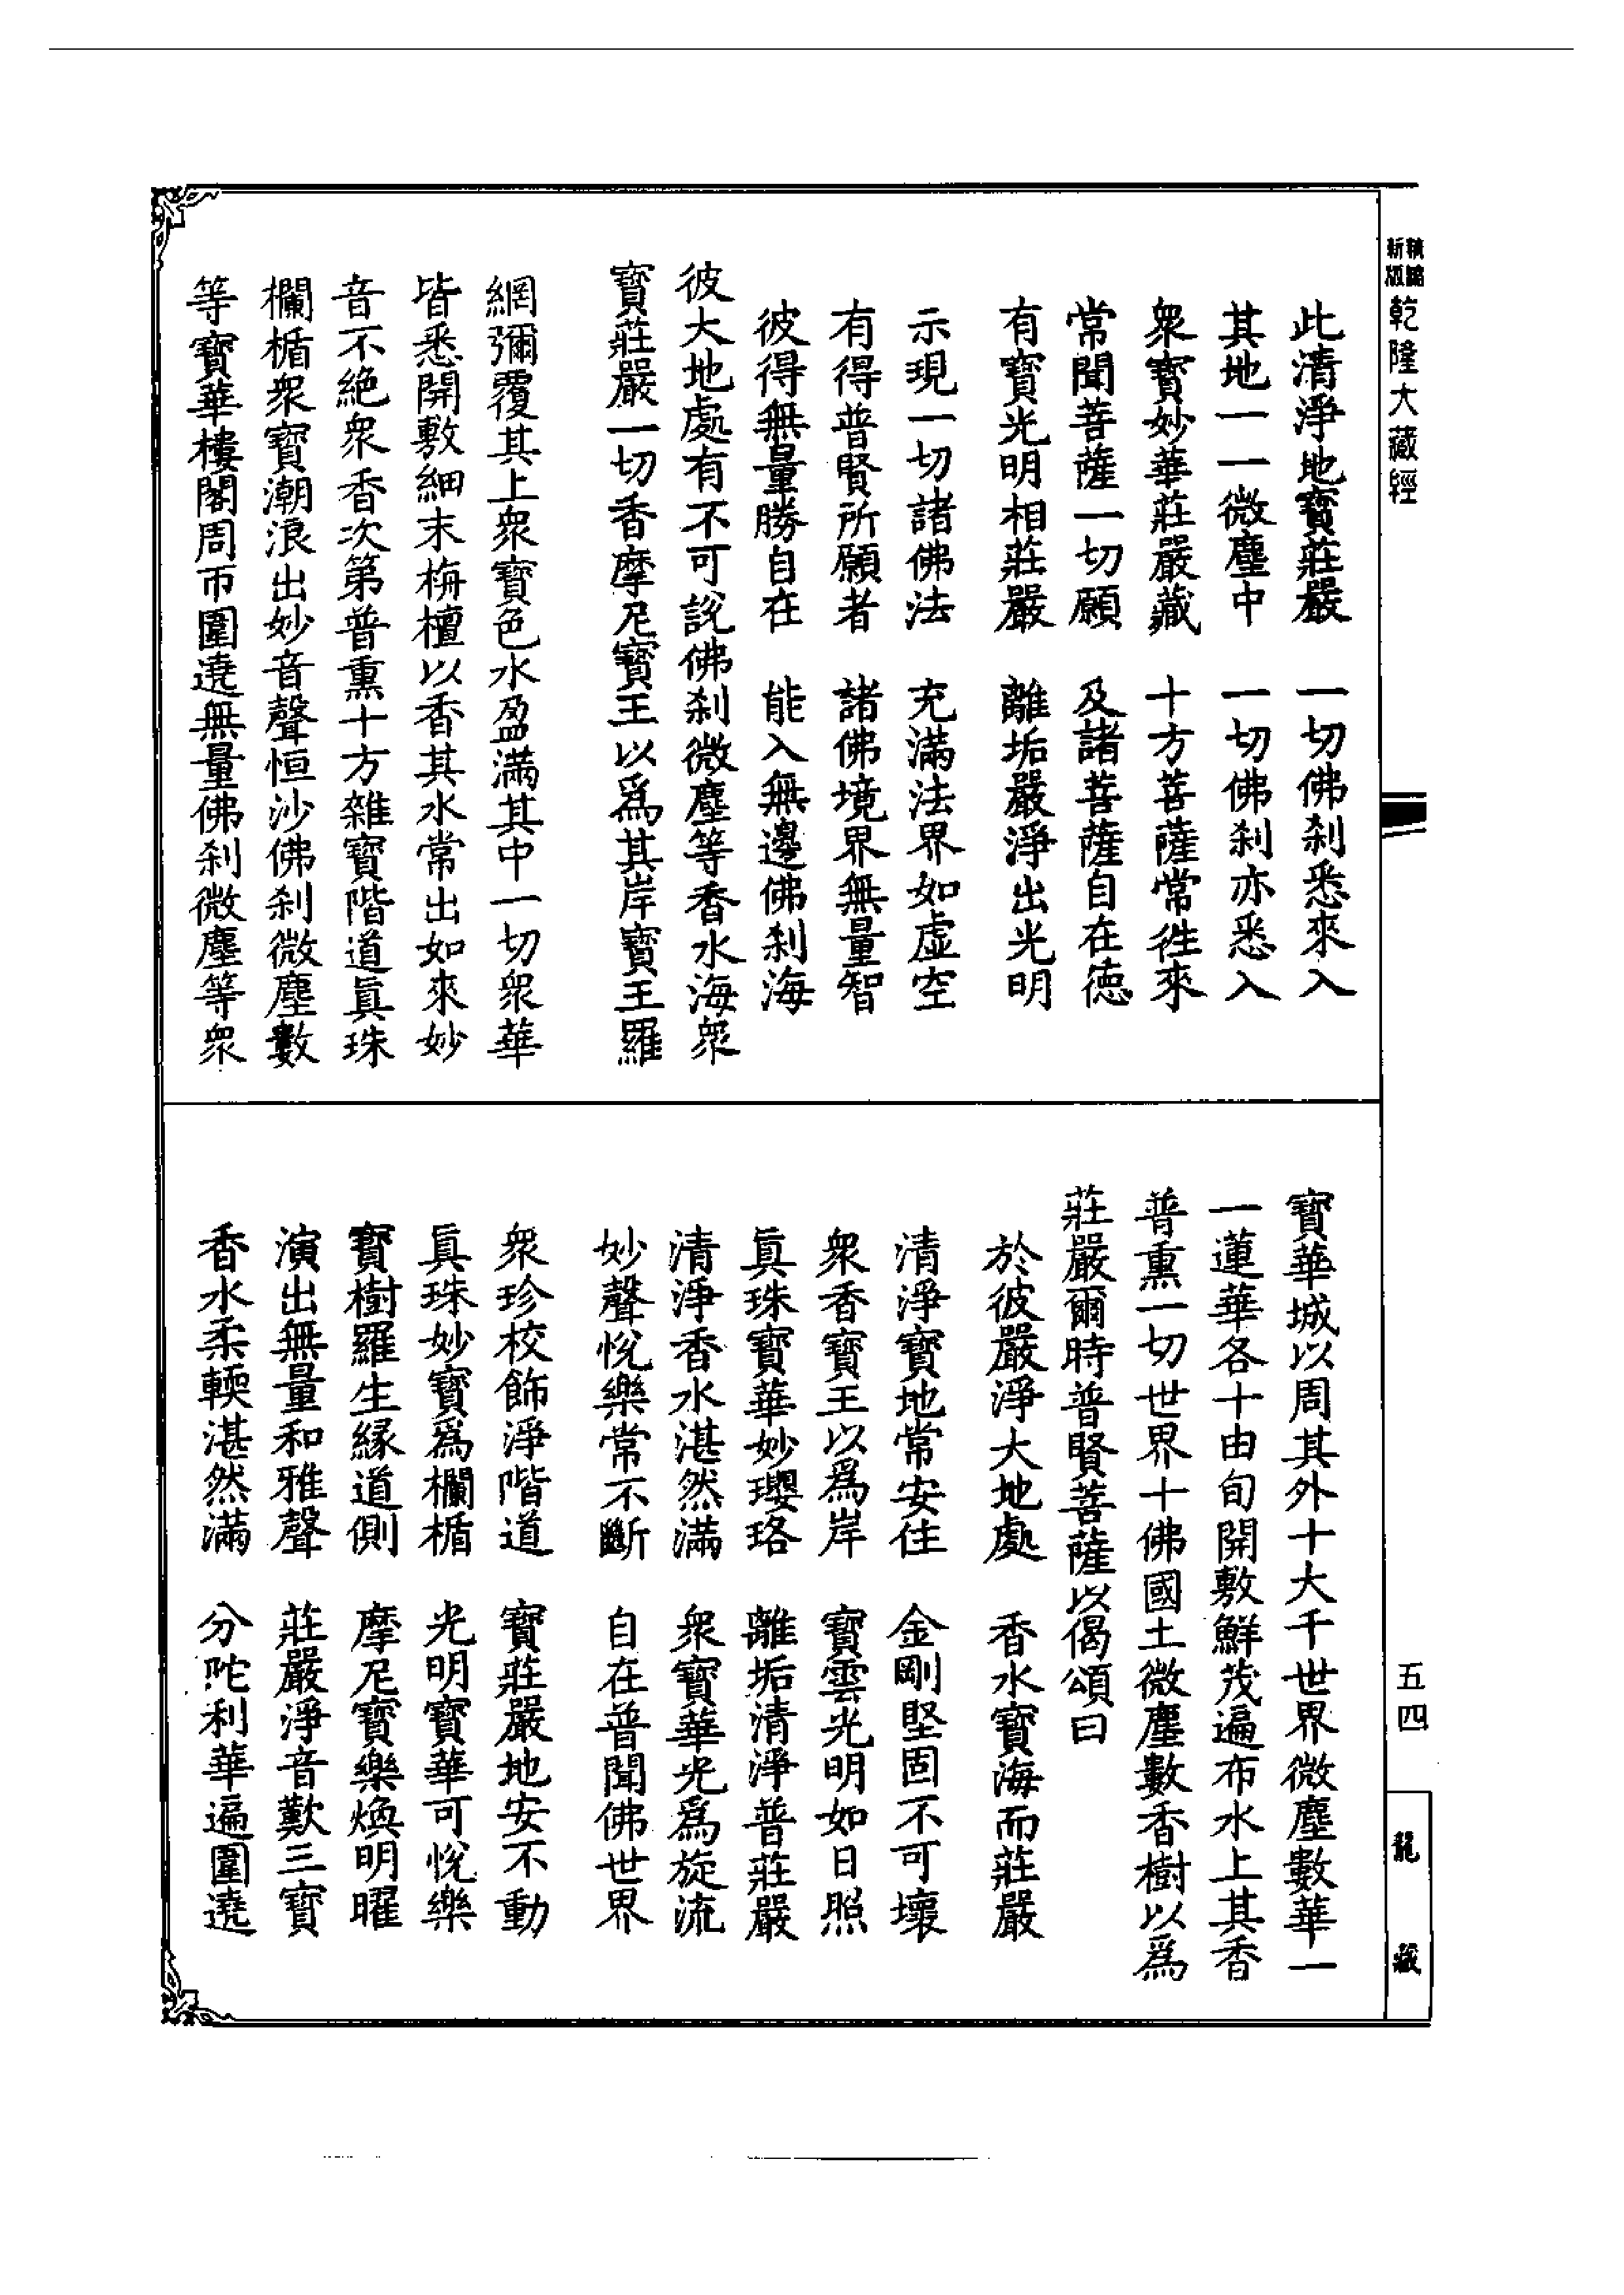 新版精縮
乾隆大藏經
此清淨地寶莊嚴　一切佛刹悉來入
其地一一微塵中　一切佛刹亦悉入
衆寶妙華莊嚴藏　十方菩薩常徃來
常聞菩薩一切願　及諸菩薩自在德
有寶光明相莊嚴　離垢嚴淨出光明
示現一切諸佛法　充滿法界如虛空
有得普賢所願者　諸佛境界無量智
彼得無量勝自在　能入無邊佛刹海
彼大地處有不可說佛刹微塵等香水海衆
寶莊嚴一切香摩尼寶王以爲其岸寶王羅
網彌覆其上衆寶色水盈滿其中一切衆華
皆悉開敷細末栴檀以香其水常出如來妙
音不絶衆香次第普熏十方雜寶階道眞珠
欄楯衆寶潮浪出妙音聲恒沙佛刹微塵數
等寶華樓閣周帀圍遶無量佛刹微塵等衆
寶華城以周其外十大千世界微塵數華一
一蓮華各十由旬開敷鮮茂遍布水上其香
普熏一切世界十佛國土微塵數香樹以爲
莊嚴爾時普賢菩薩以偈頌曰
於彼嚴淨大地處　香水寶海而莊嚴
清淨寶地常安住　金剛堅固不可壞
衆香寶王以爲岸　寶雲光明如日照
眞珠寶華妙瓔珞　離垢清淨普莊嚴
清淨香水湛然滿　衆寶華光爲旋流
妙聲悅樂常不斷　自在普聞佛世界
衆珍校飾淨階道　寶莊嚴地安不動
眞珠妙寶爲欄楯　光明寶華可悅樂
寶樹羅生緣道側　摩尼寶樂煥明曜
演出無量和雅聲　莊嚴淨音歎三寶
香水柔輭湛然滿　分陀利華遍圍遶
五四
龍藏